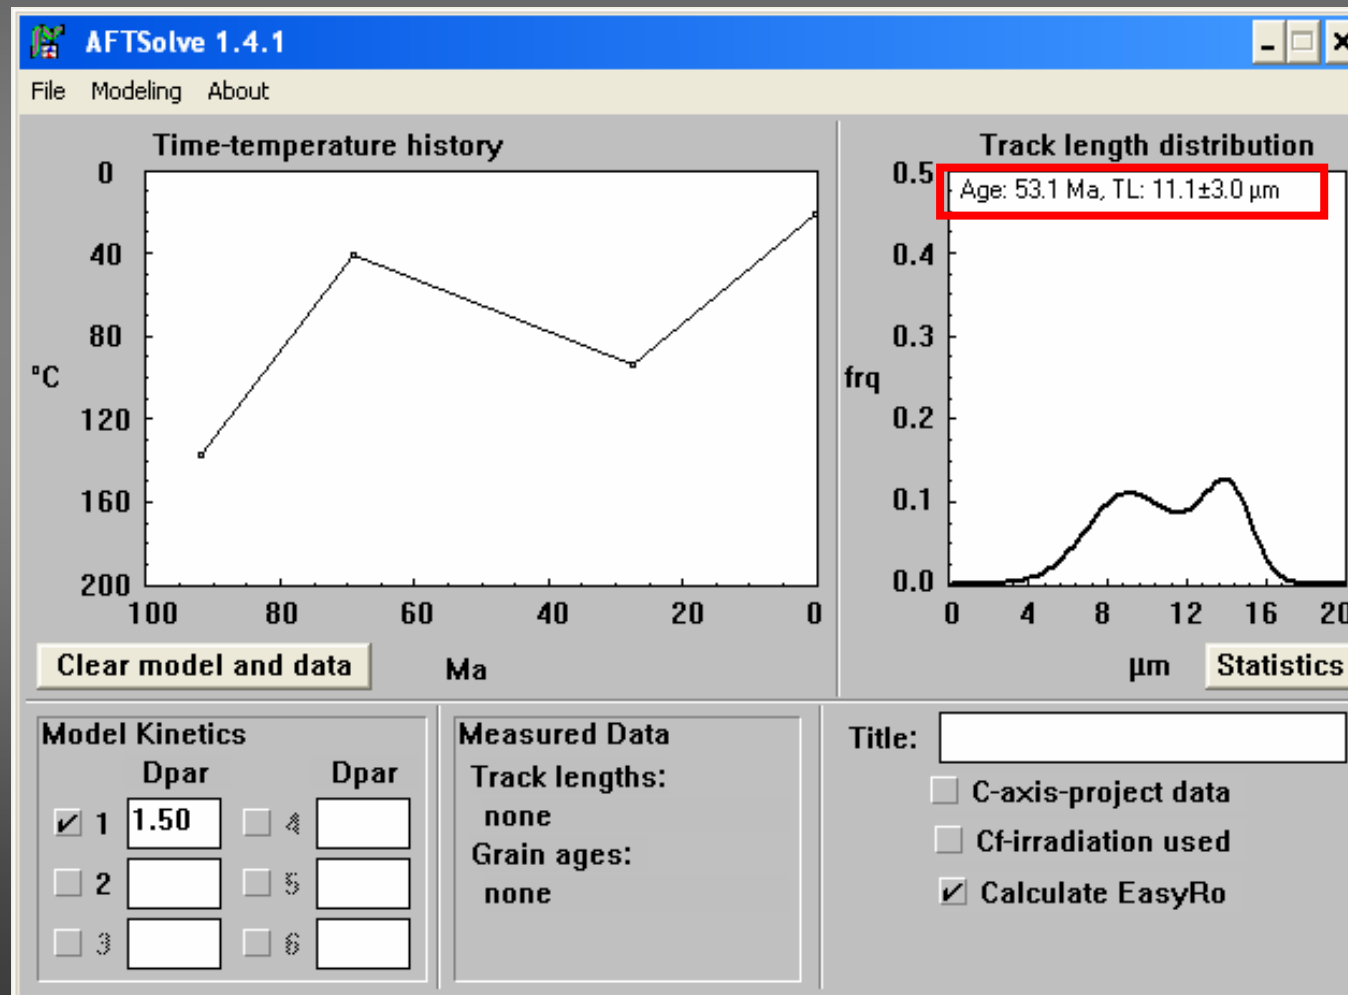 AFTSolve 1.4.1
File Modeling About
Time-temperature history
0
40
80
°C
120
160
200
100 80 60 40 20 0
Clear model and data
Ma
Track length distribution
0.5
Age: 53.1 Ma, TL: 11.1±3.0 µm
0.4
0.3
frq
0.2
0.1
0.0
0 4 8 12 16 20
µm
Statistics
Model Kinetics
Dpar Dpar
1 1.50 4
2 5
3 6
Measured Data
Track lengths:
none
Grain ages:
none
Title:
C-axis-project data
Cf-irradiation used
Calculate EasyRo